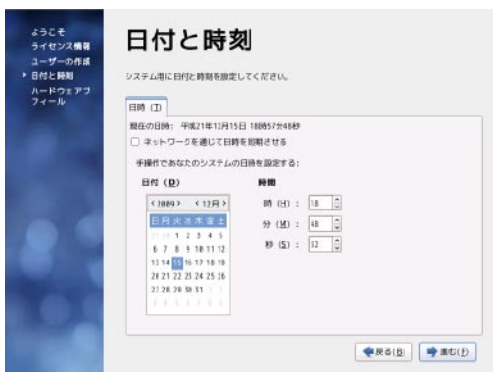 ようこそ
ライセンス情報
ユーザーの作成
日付と時刻
ハードウェアプ
フィール
日付と時刻
システム用に日付と時刻を設定してください。
日時 (T)
現在の日時: 平成21年12月15日 18時57分48秒
ネットワークを通じて日時を同期させる
手操作であなたのシステムの日時を設定する:
日付 (D)
時間
12月
時 (H) : 18
日 月 火 水 木 金 土
分 (M) : 48
1 2 3 4 5
秒 (S) : 52
6 7 8 9 10 11 12
13 14 15 16 17 18 19
20 21 22 23 24 25 26
27 28 29 30 31
戻る(B)
進む(F)